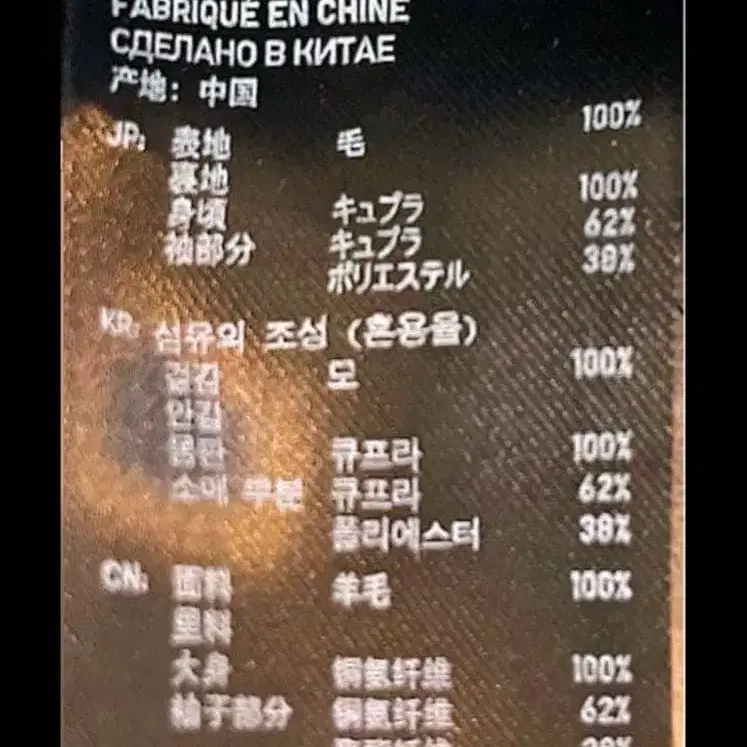 FABRIQUÉ EN CHINE
СДЕЛАНО В КИТАЕ
产地：中国
JP: 表地 毛 100%
裏地
身頃 キュプラ 100%
袖部分 キュプラ 62%
ポリエステル 38%
KR: 섬유의 조성 (혼용율)
겉감 모 100%
안감
몸판 큐프라 100%
소매 부분 큐프라 62%
폴리에스터 38%
CN: 面料 羊毛 100%
里料
大身 铜氨纤维 100%
袖子部分 铜氨纤维 62%